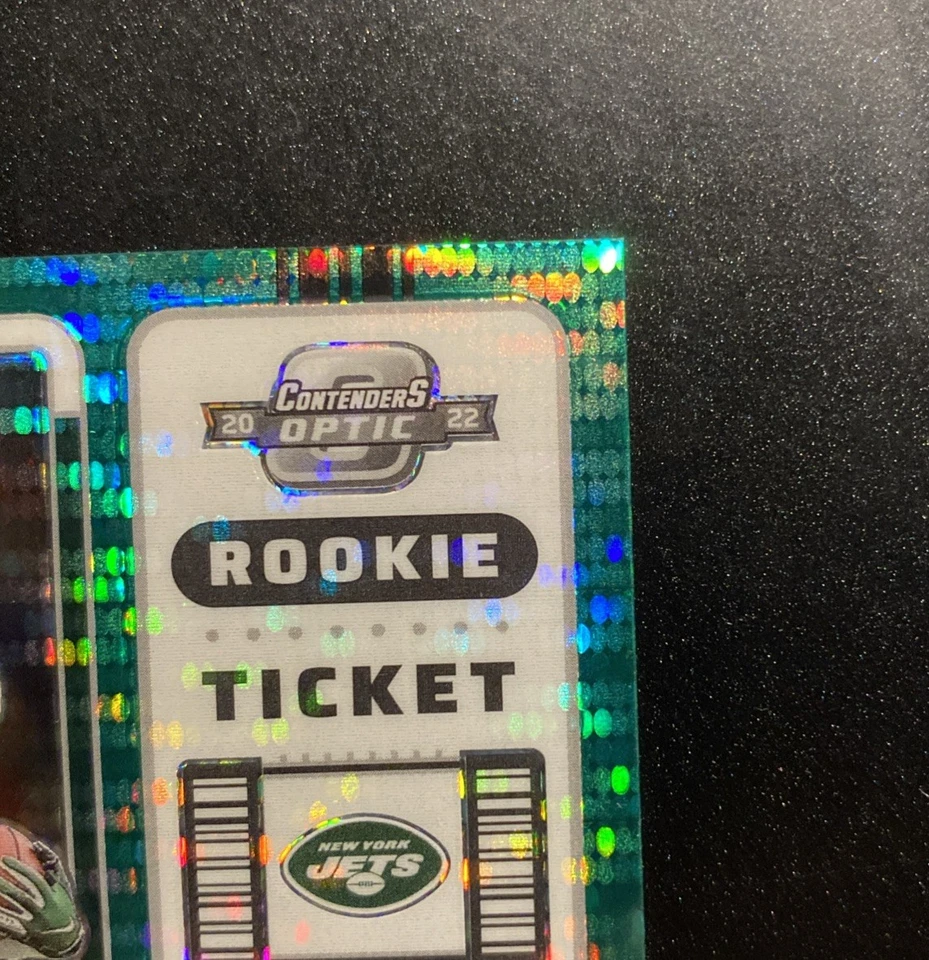 CONTENDERS
20 OPTIC 22
ROOKIE
TICKET
NEW YORK
JETS